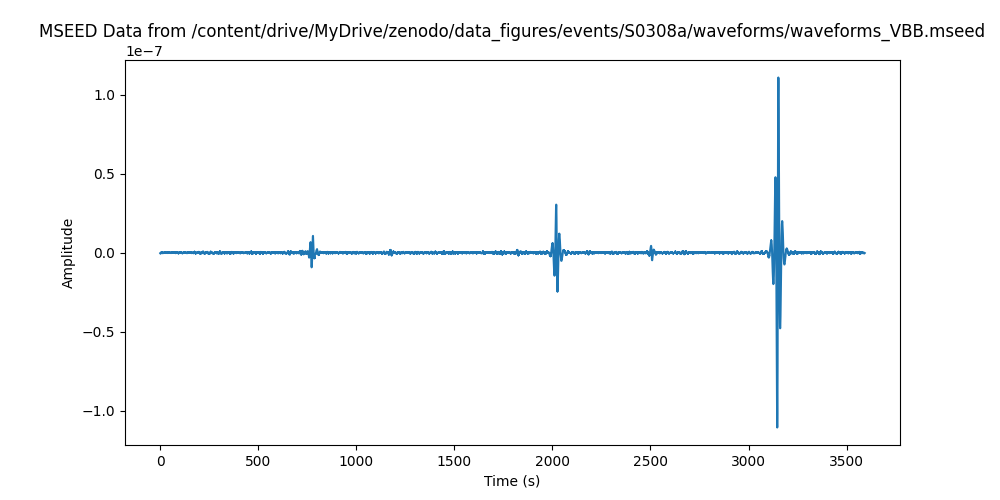 MSEED Data from /content/drive/MyDrive/zenodo/data_figures/events/S0308a/waveforms/waveforms_VBB.mseed
1e−7
1.0
0.5
0.0
−0.5
−1.0
Amplitude
0 500 1000 1500 2000 2500 3000 3500
Time (s)